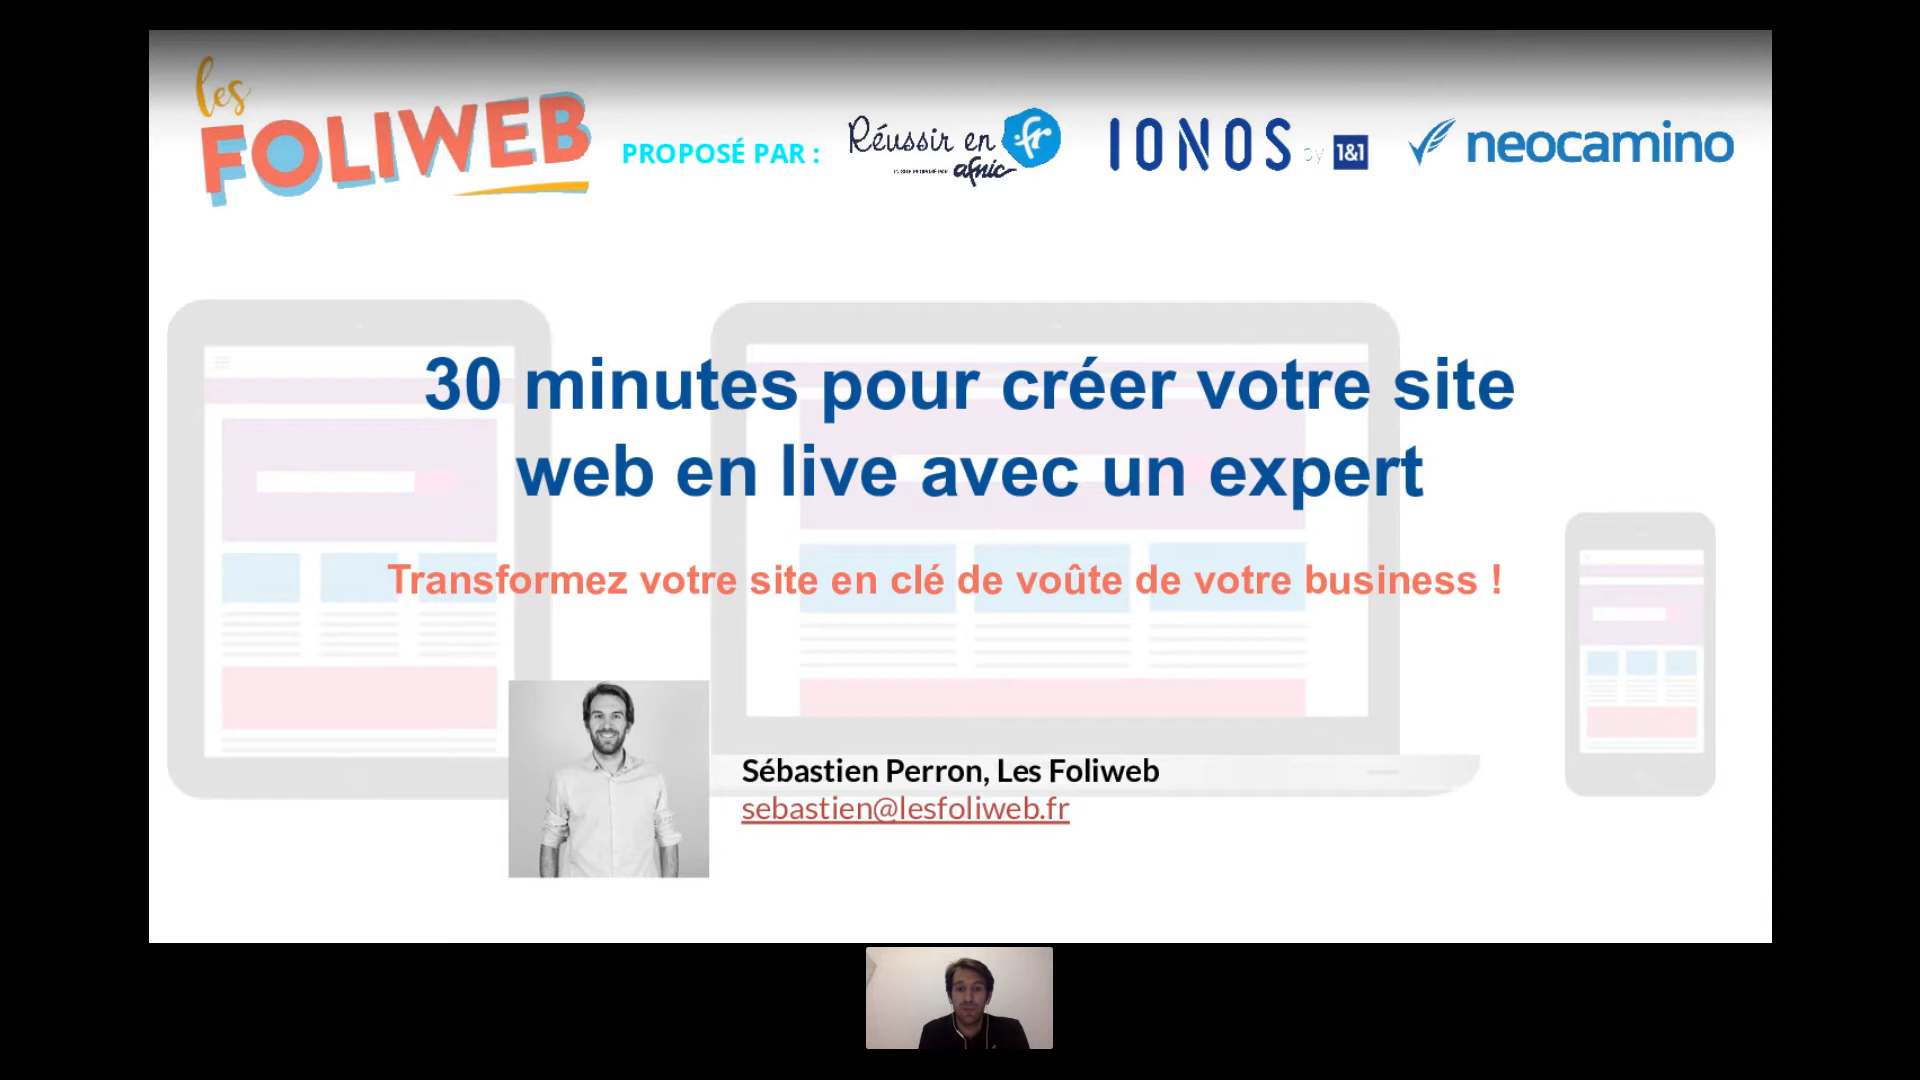 les
FOLIWEB
PROPOSÉ PAR :
Réussir en .fr
afnic
IONOS by 1&1
neocamino
30 minutes pour créer votre site
web en live avec un expert
Transformez votre site en clé de voûte de votre business !
Sébastien Perron, Les Foliweb
sebastien@lesfoliweb.fr